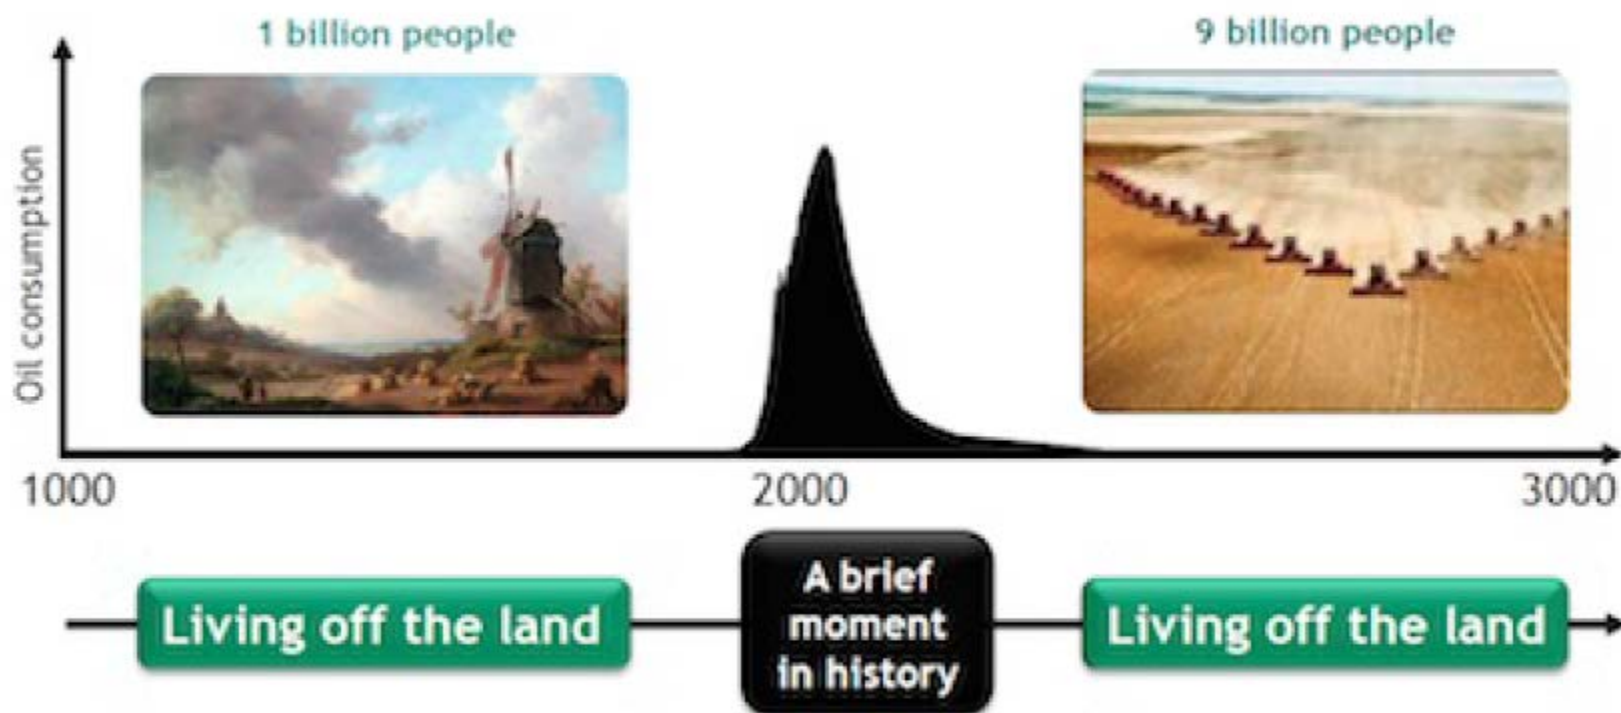 1 billion people
9 billion people
Oil consumption
1000
2000
3000
Living off the land
A brief
moment
in history
Living off the land